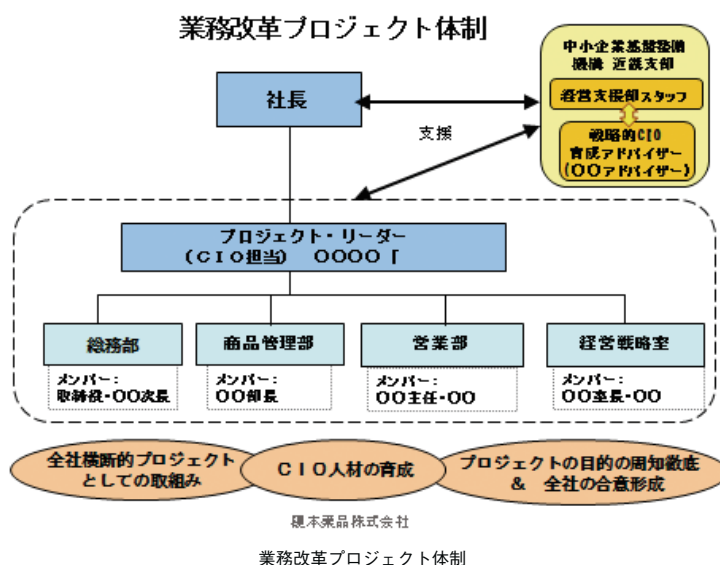 業務改革プロジェクト体制
中小企業基盤整備
機構 近畿支部
社長
経営支援部スタッフ
支援
戦略的CIO
育成アドバイザー
(〇〇アドバイザー)
プロジェクト・リーダー
(CIO担当) 〇〇〇〇「
総務部
商品管理部
営業部
経営戦略室
メンバー:
取締役・〇〇次長
メンバー:
〇〇部長
メンバー:
〇〇主任・〇〇
メンバー:
〇〇室長・〇〇
全社横断的プロジェクト
としての取組み
CIO人材の育成
プロジェクトの目的の周知徹底
& 全社の合意形成
榎本薬品株式会社
業務改革プロジェクト体制